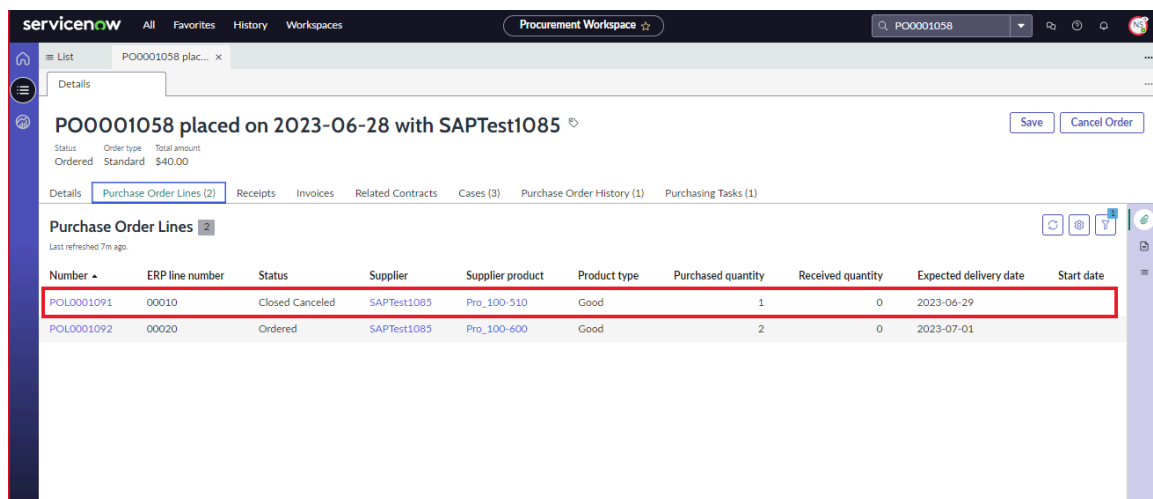 servicenow All Favorites History Workspaces Procurement Workspace PO0001058 NS
List PO0001058 plac... ×
Details
PO0001058 placed on 2023-06-28 with SAPTest1085
Save Cancel Order
Status Order type Total amount
Ordered Standard $40.00
Details Purchase Order Lines (2) Receipts Invoices Related Contracts Cases (3) Purchase Order History (1) Purchasing Tasks (1)
Purchase Order Lines 2
1
Last refreshed 7m ago.
Number ERP line number Status Supplier Supplier product Product type Purchased quantity Received quantity Expected delivery date Start date
POL0001091 00010 Closed Canceled SAPTest1085 Pro_100-510 Good 1 0 2023-06-29
POL0001092 00020 Ordered SAPTest1085 Pro_100-600 Good 2 0 2023-07-01